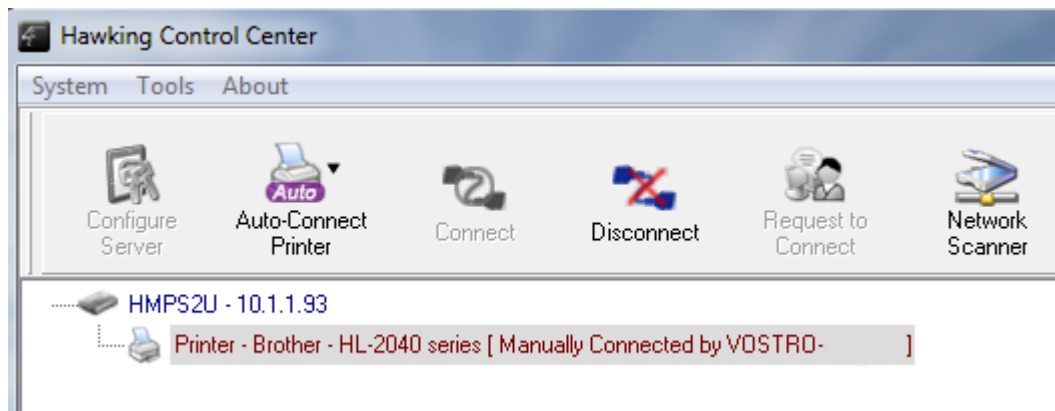 Hawking Control Center
System Tools About
Auto
Configure Server
Auto-Connect Printer
Connect
Disconnect
Request to Connect
Network Scanner
HMPS2U - 10.1.1.93
Printer - Brother - HL-2040 series [ Manually Connected by VOSTRO- ]